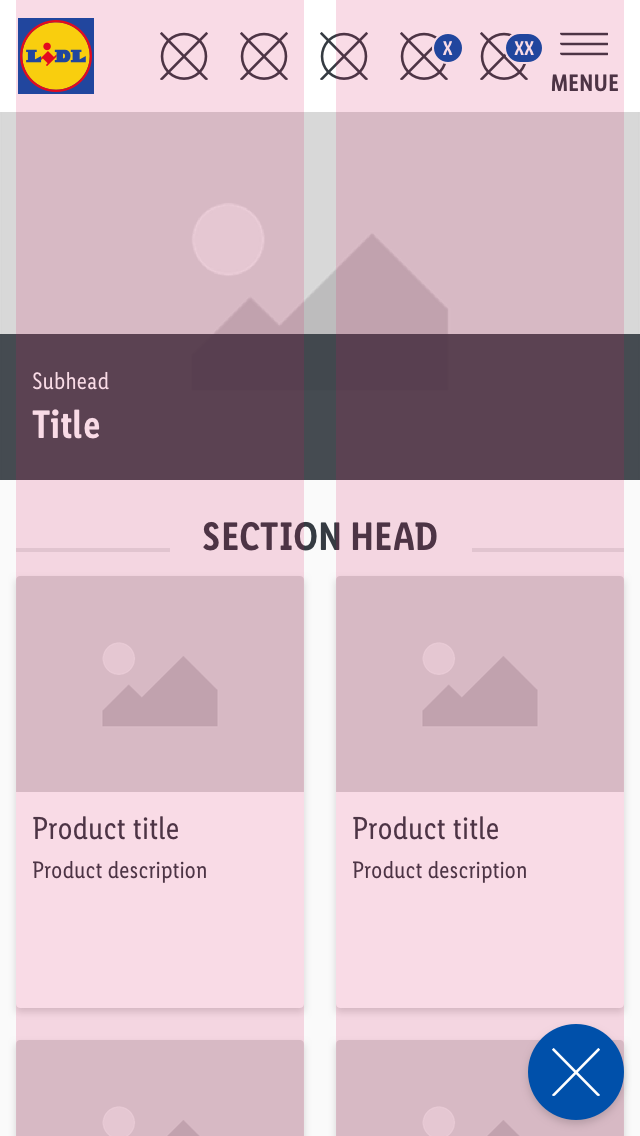 LIDL
X
XX
MENUE
Subhead
Title
SECTION HEAD
Product title
Product description
Product title
Product description